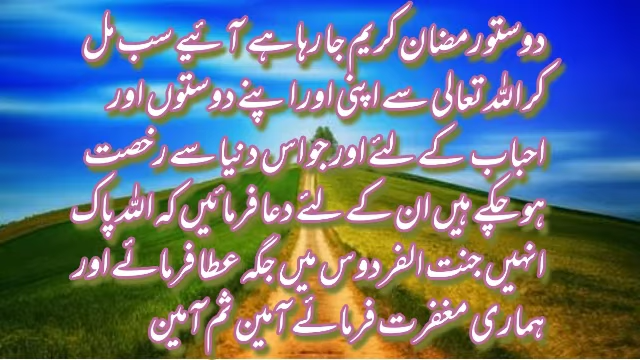 دوستو رمضان کریم جا رہا ہے آئیے سب مل
کر اللہ تعالی سے اپنی اور اپنے دوستوں اور
احباب کے لئے اور جو اس دنیا سے رخصت
ہو چکے ہیں ان کے لئے دعا فرمائیں کہ اللہ پاک
انہیں جنت الفردوس میں جگہ عطا فرمائے اور
ہماری مغفرت فرمائے آمین ثم آمین